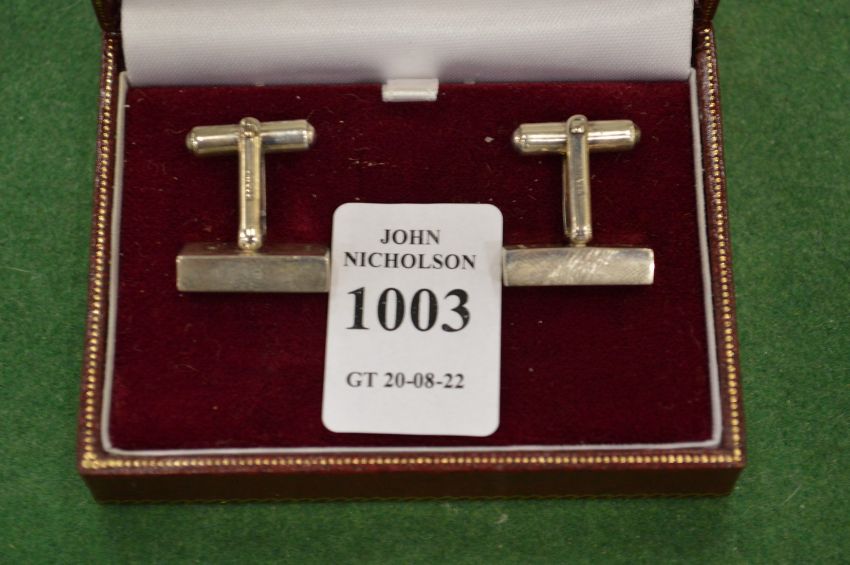 JOHN
NICHOLSON
1003
GT 20-08-22